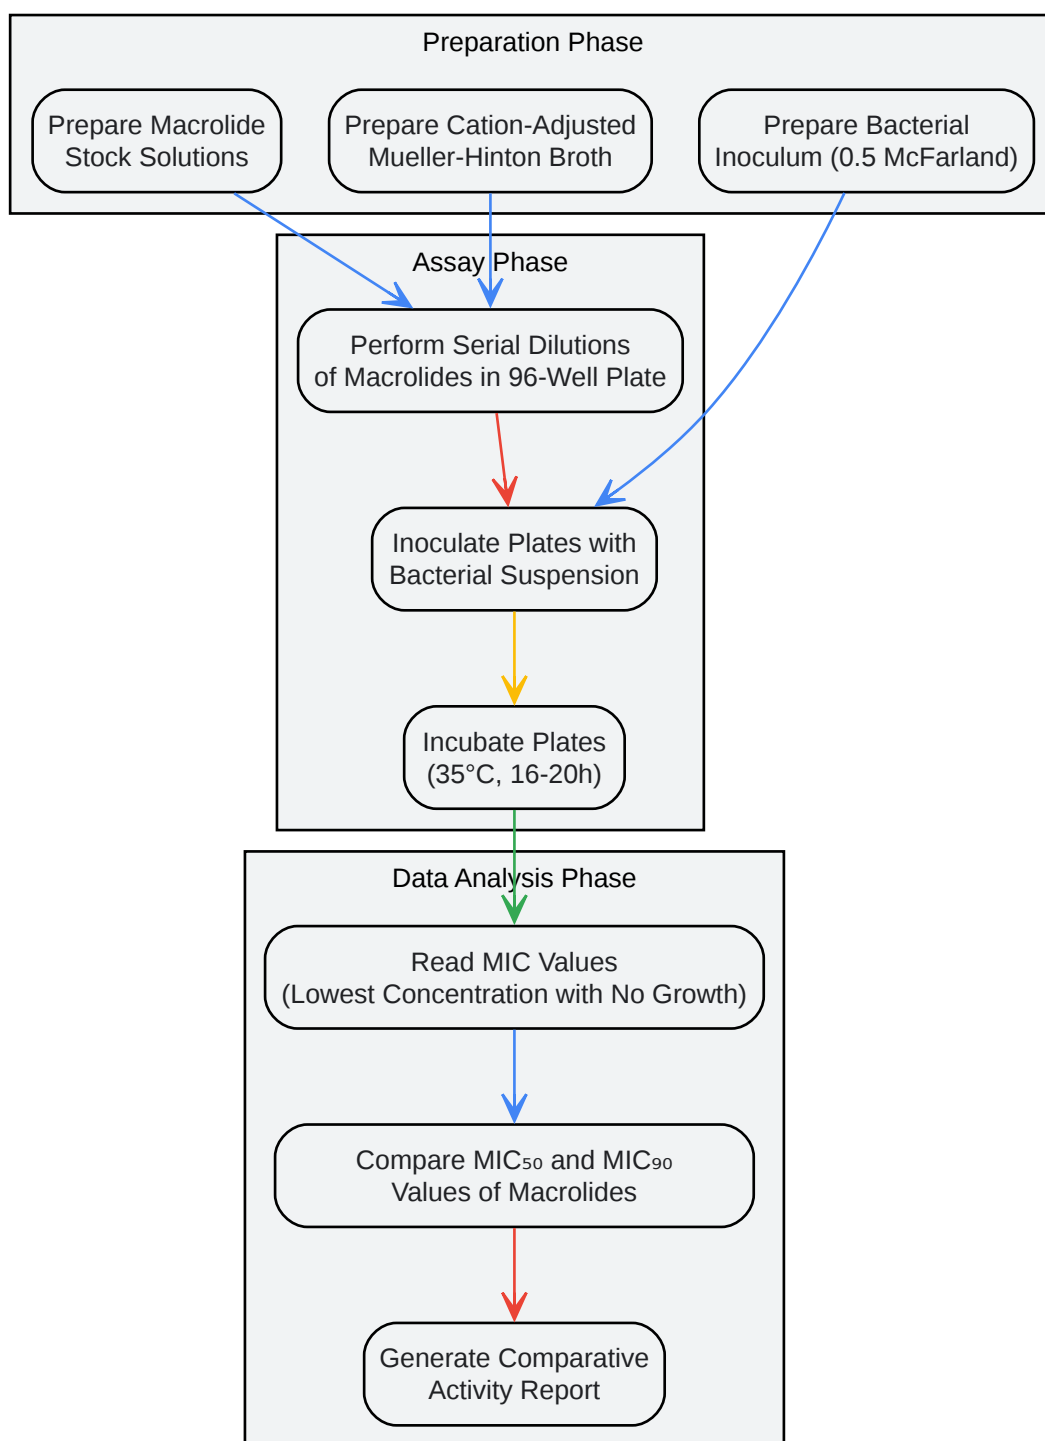 Preparation Phase
Prepare Macrolide
Stock Solutions
Prepare Cation-Adjusted
Mueller-Hinton Broth
Prepare Bacterial
Inoculum (0.5 McFarland)
Assay Phase
Perform Serial Dilutions
of Macrolides in 96-Well Plate
Inoculate Plates with
Bacterial Suspension
Incubate Plates
(35°C, 16-20h)
Data Analysis Phase
Read MIC Values
(Lowest Concentration with No Growth)
Compare MIC₅₀ and MIC₉₀
Values of Macrolides
Generate Comparative
Activity Report